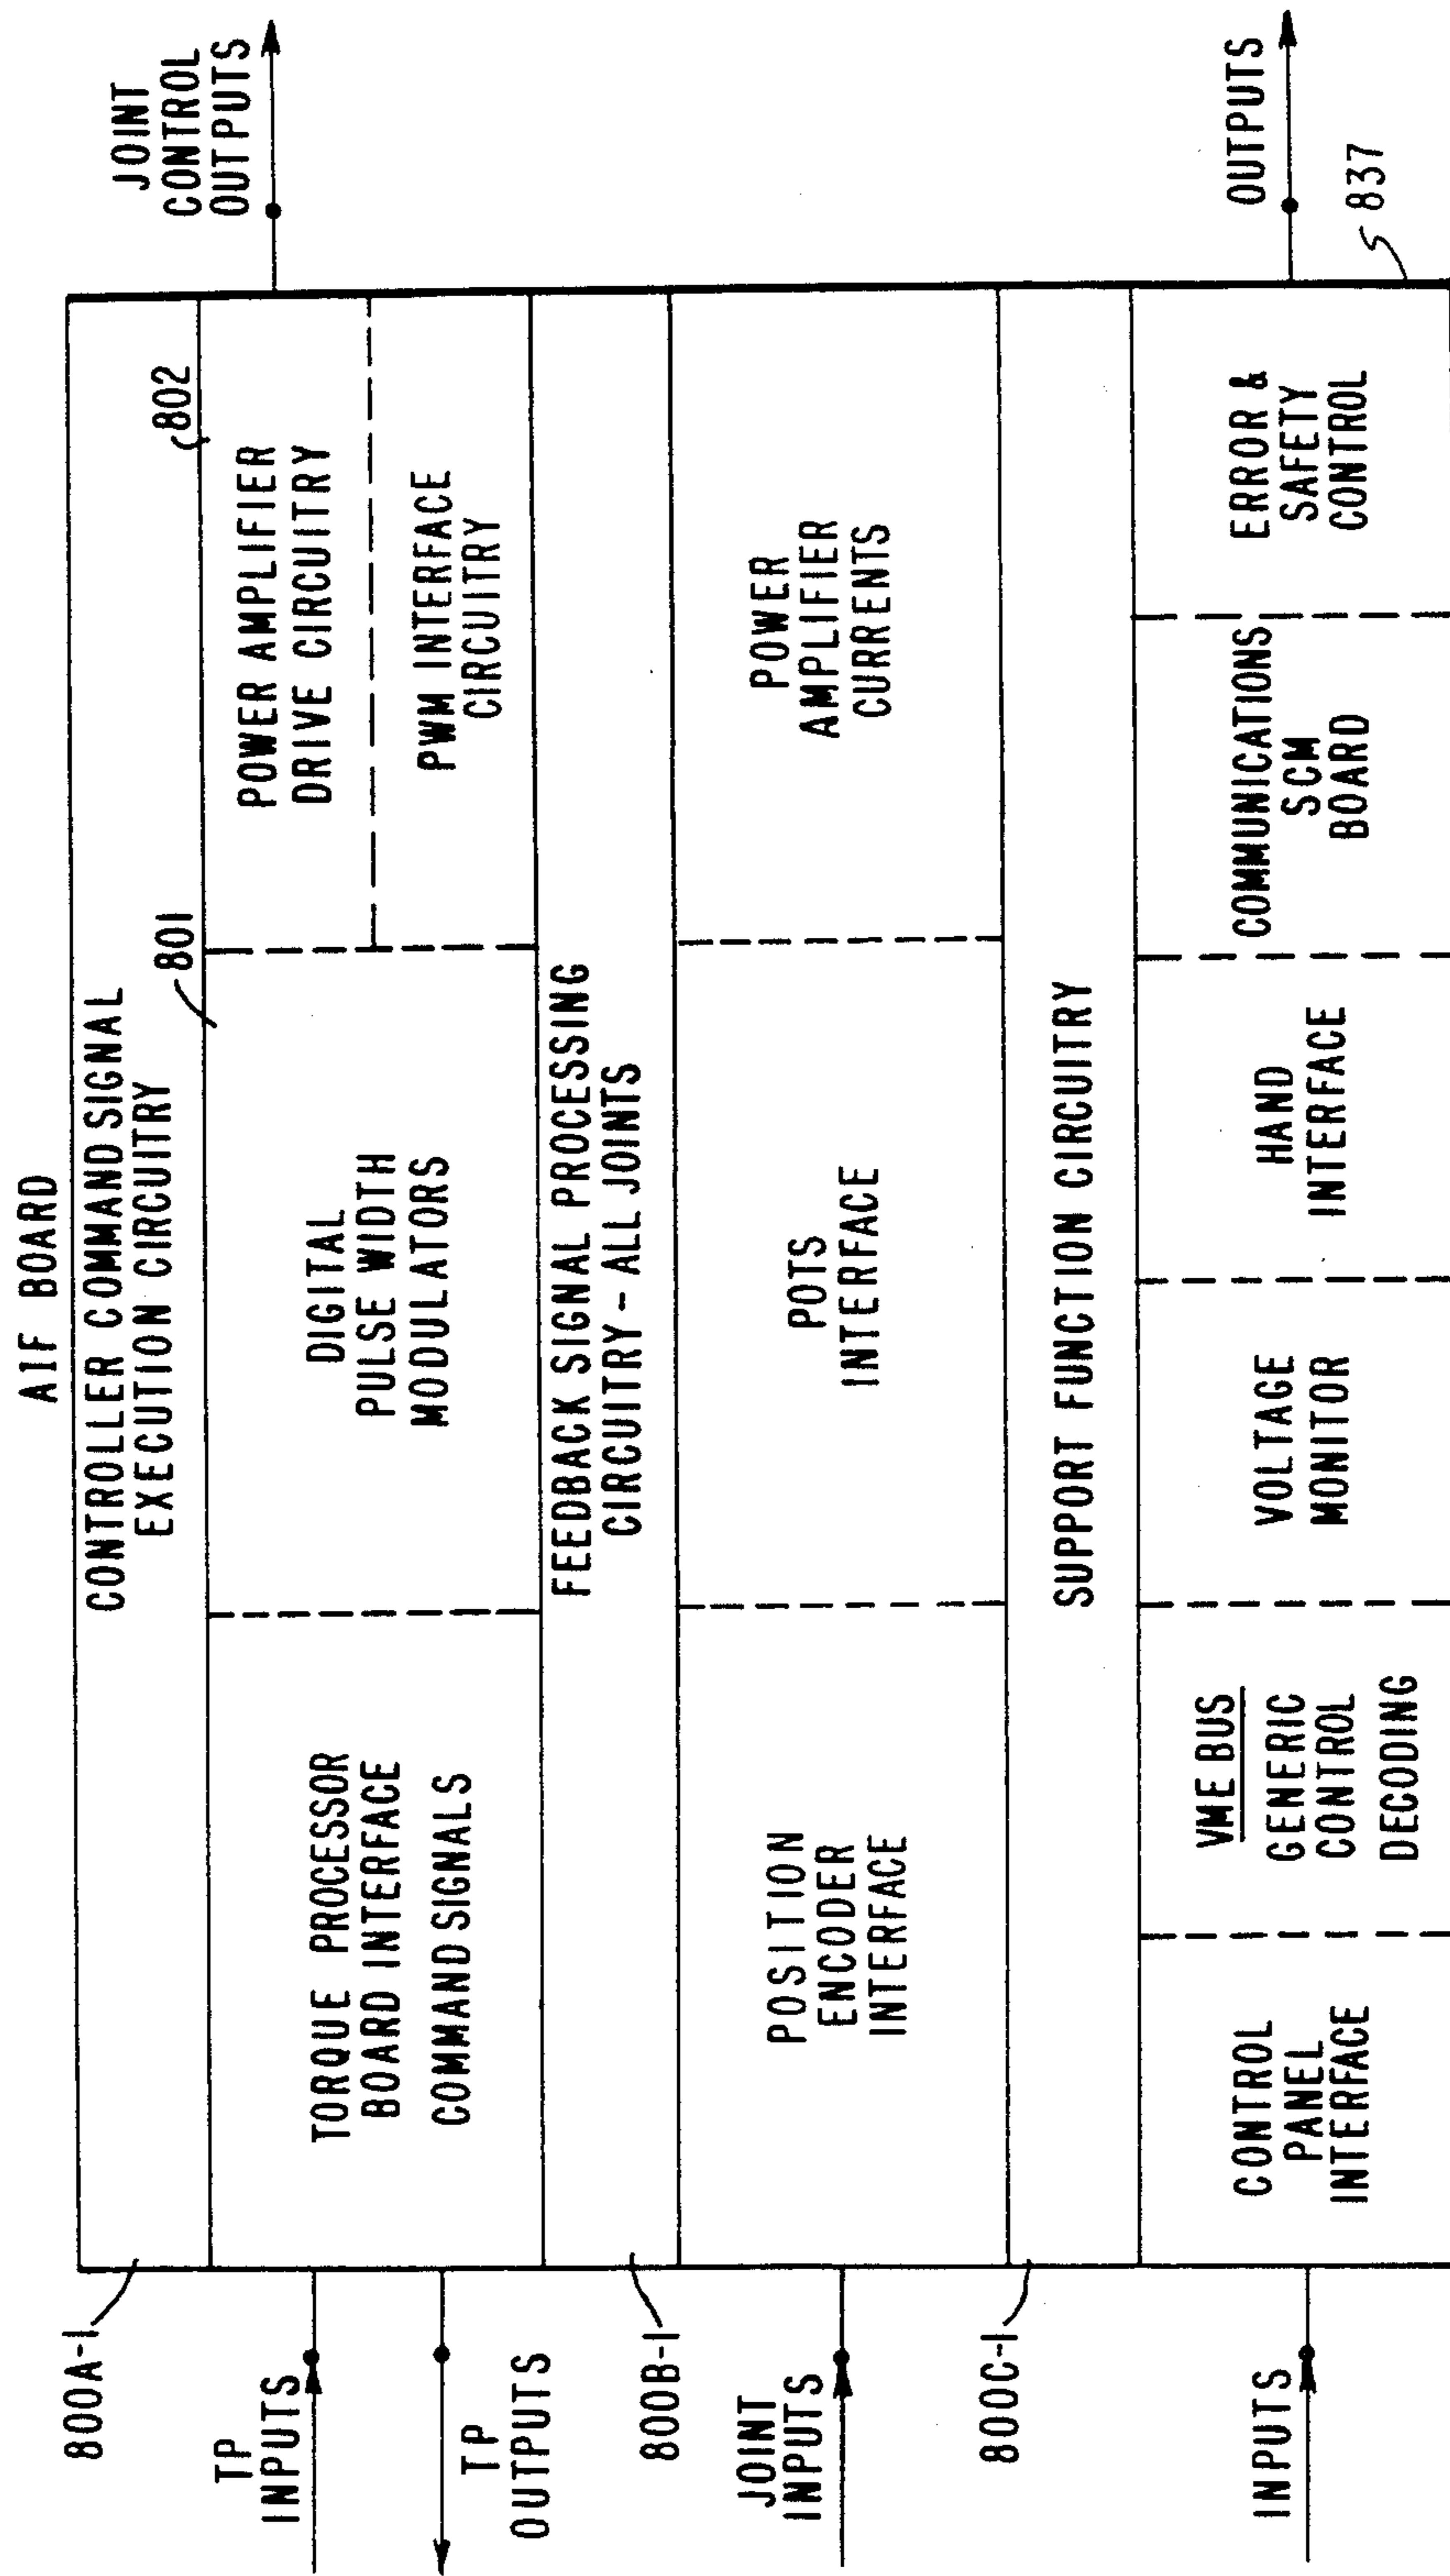 AIF BOARD
800A-1
CONTROLLER COMMAND SIGNAL
EXECUTION CIRCUITRY
801
802
TP
INPUTS
TP
OUTPUTS
TORQUE PROCESSOR
BOARD INTERFACE
COMMAND SIGNALS
DIGITAL
PULSE WIDTH
MODULATORS
POWER AMPLIFIER
DRIVE CIRCUITRY
PWM INTERFACE
CIRCUITRY
JOINT
CONTROL
OUTPUTS
800B-1
FEEDBACK SIGNAL PROCESSING
CIRCUITRY - ALL JOINTS
JOINT
INPUTS
POSITION
ENCODER
INTERFACE
POTS
INTERFACE
POWER
AMPLIFIER
CURRENTS
800C-1
SUPPORT FUNCTION CIRCUITRY
INPUTS
CONTROL
PANEL
INTERFACE
VME BUS
GENERIC
CONTROL
DECODING
VOLTAGE
MONITOR
HAND
INTERFACE
COMMUNICATIONS
SCM
BOARD
ERROR &
SAFETY
CONTROL
OUTPUTS
837